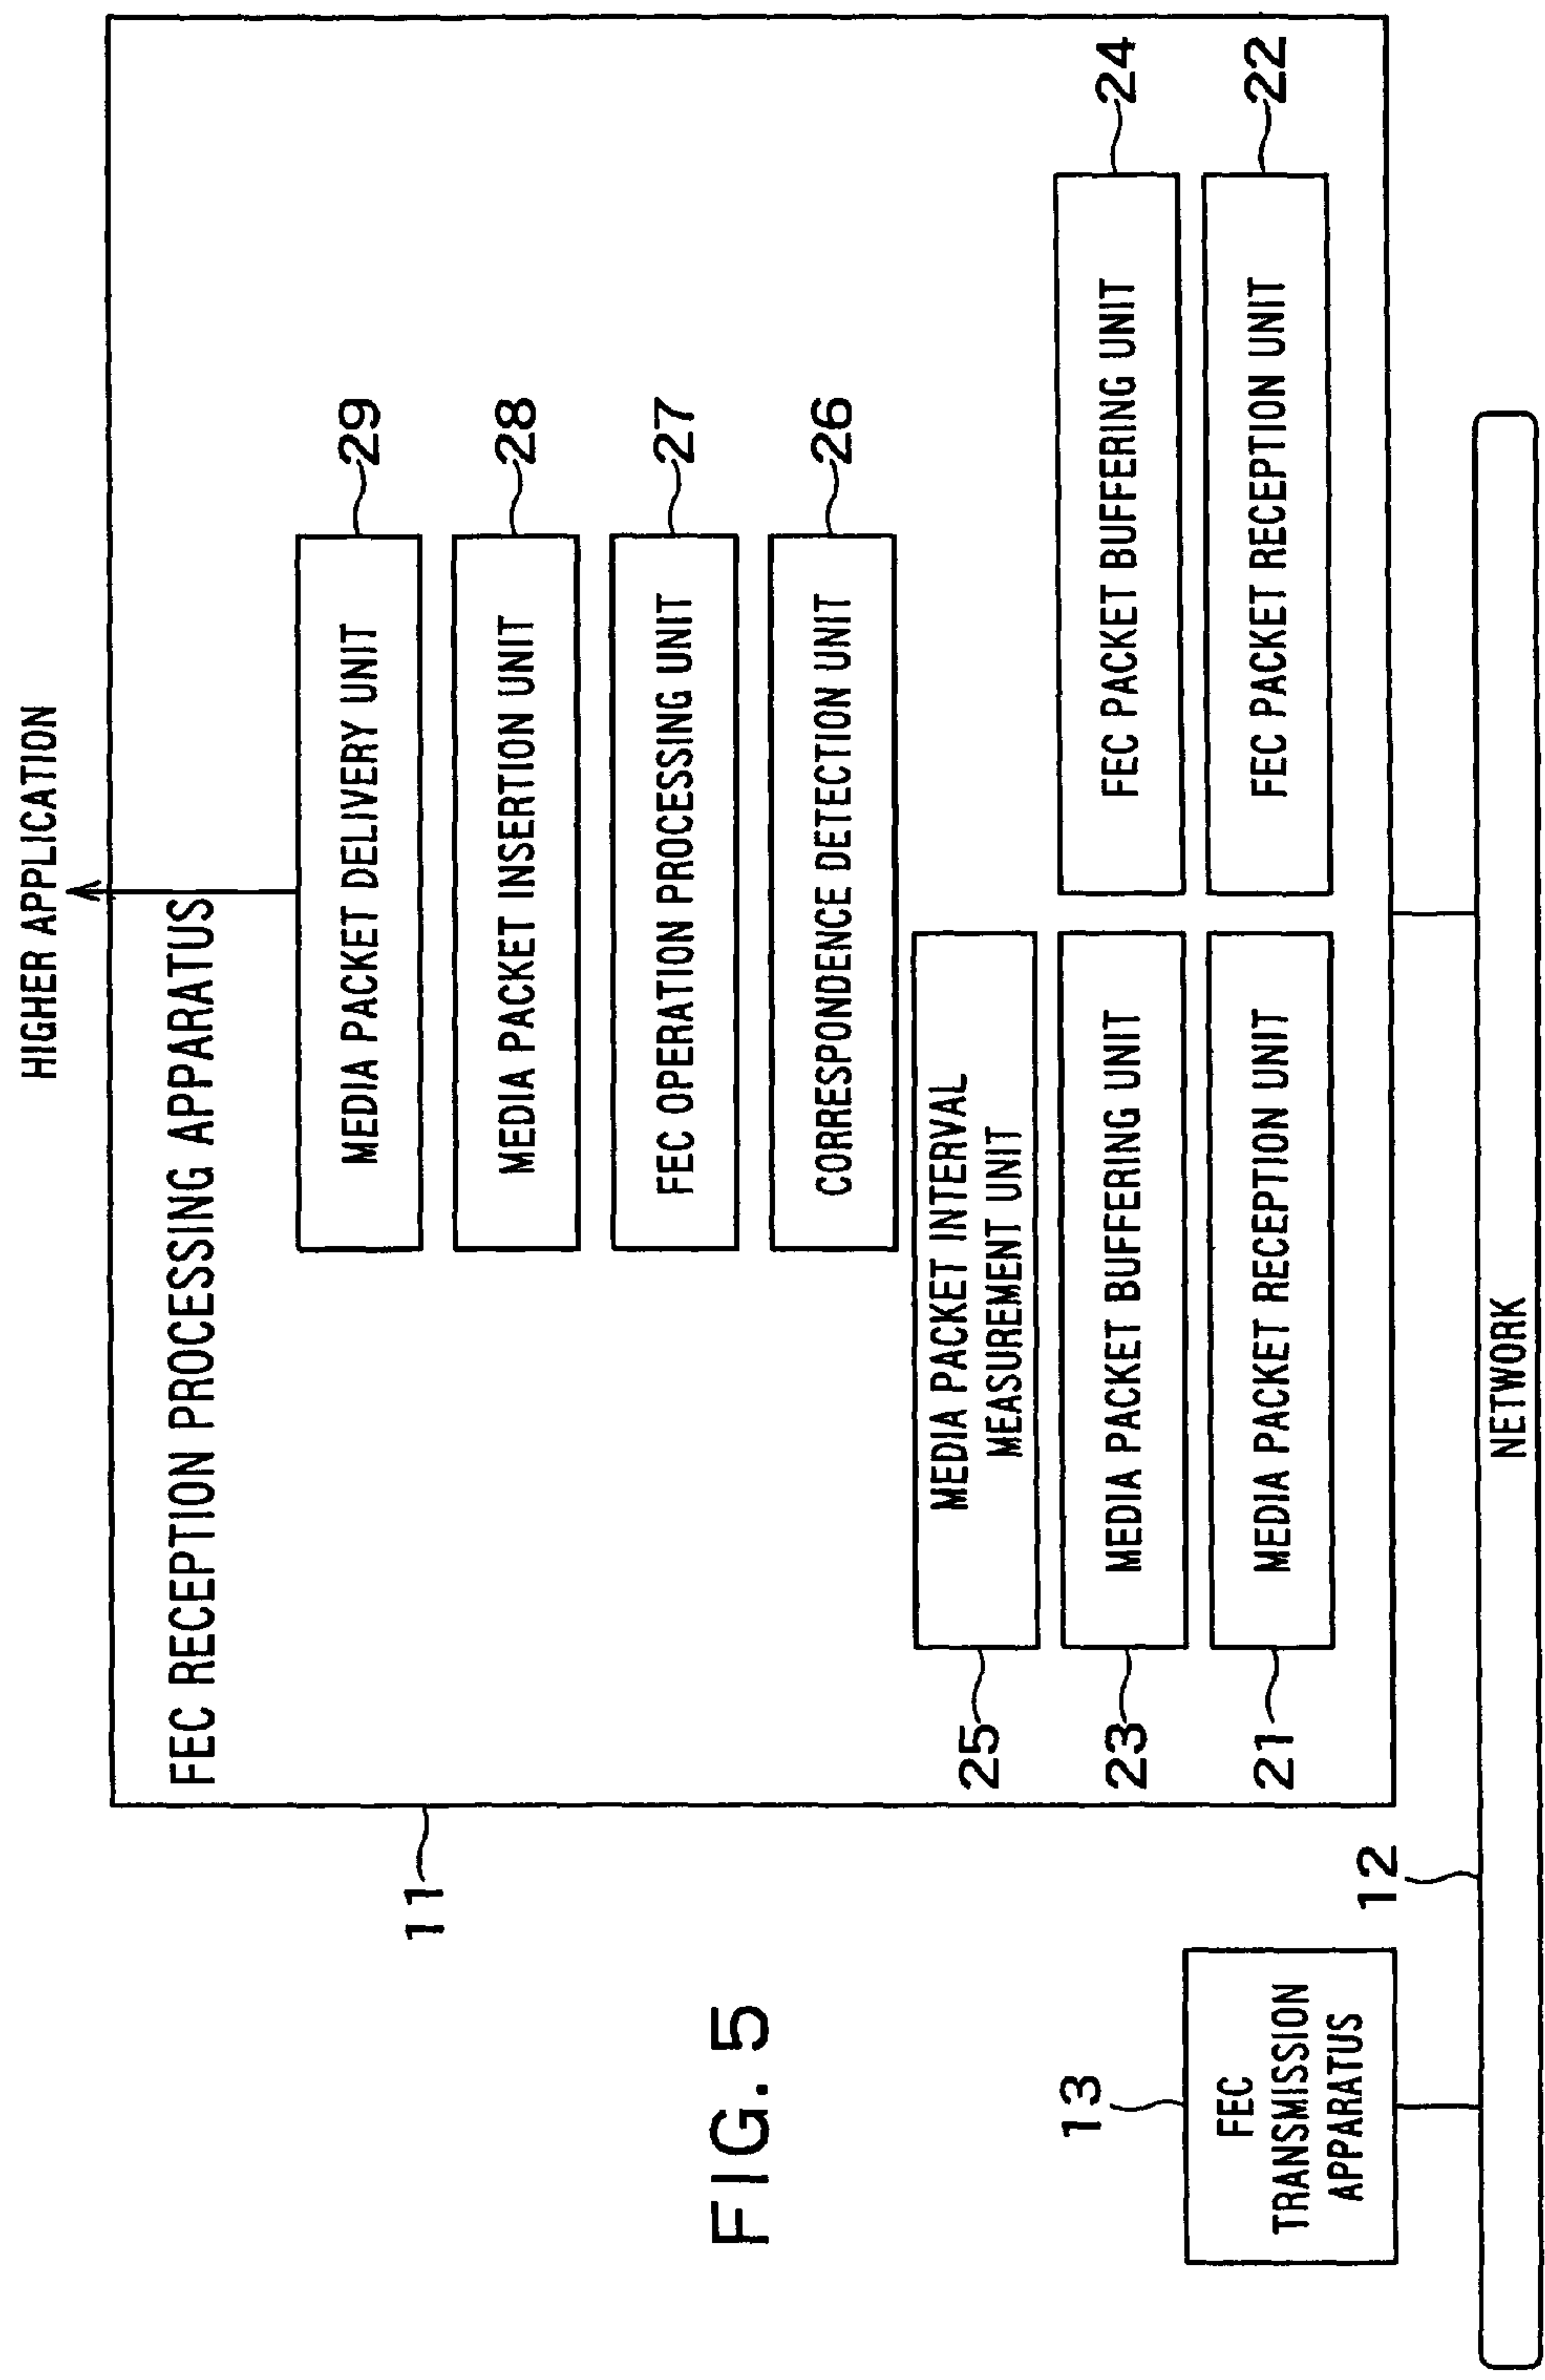 FIG. 5
HIGHER APPLICATION
11
FEC RECEPTION PROCESSING APPARATUS
MEDIA PACKET DELIVERY UNIT
29
MEDIA PACKET INSERTION UNIT
28
FEC OPERATION PROCESSING UNIT
27
CORRESPONDENCE DETECTION UNIT
26
25
MEDIA PACKET INTERVAL
MEASUREMENT UNIT
23
MEDIA PACKET BUFFERING UNIT
FEC PACKET BUFFERING UNIT
24
21
MEDIA PACKET RECEPTION UNIT
FEC PACKET RECEPTION UNIT
22
13
FEC
TRANSMISSION
APPARATUS
12
NETWORK